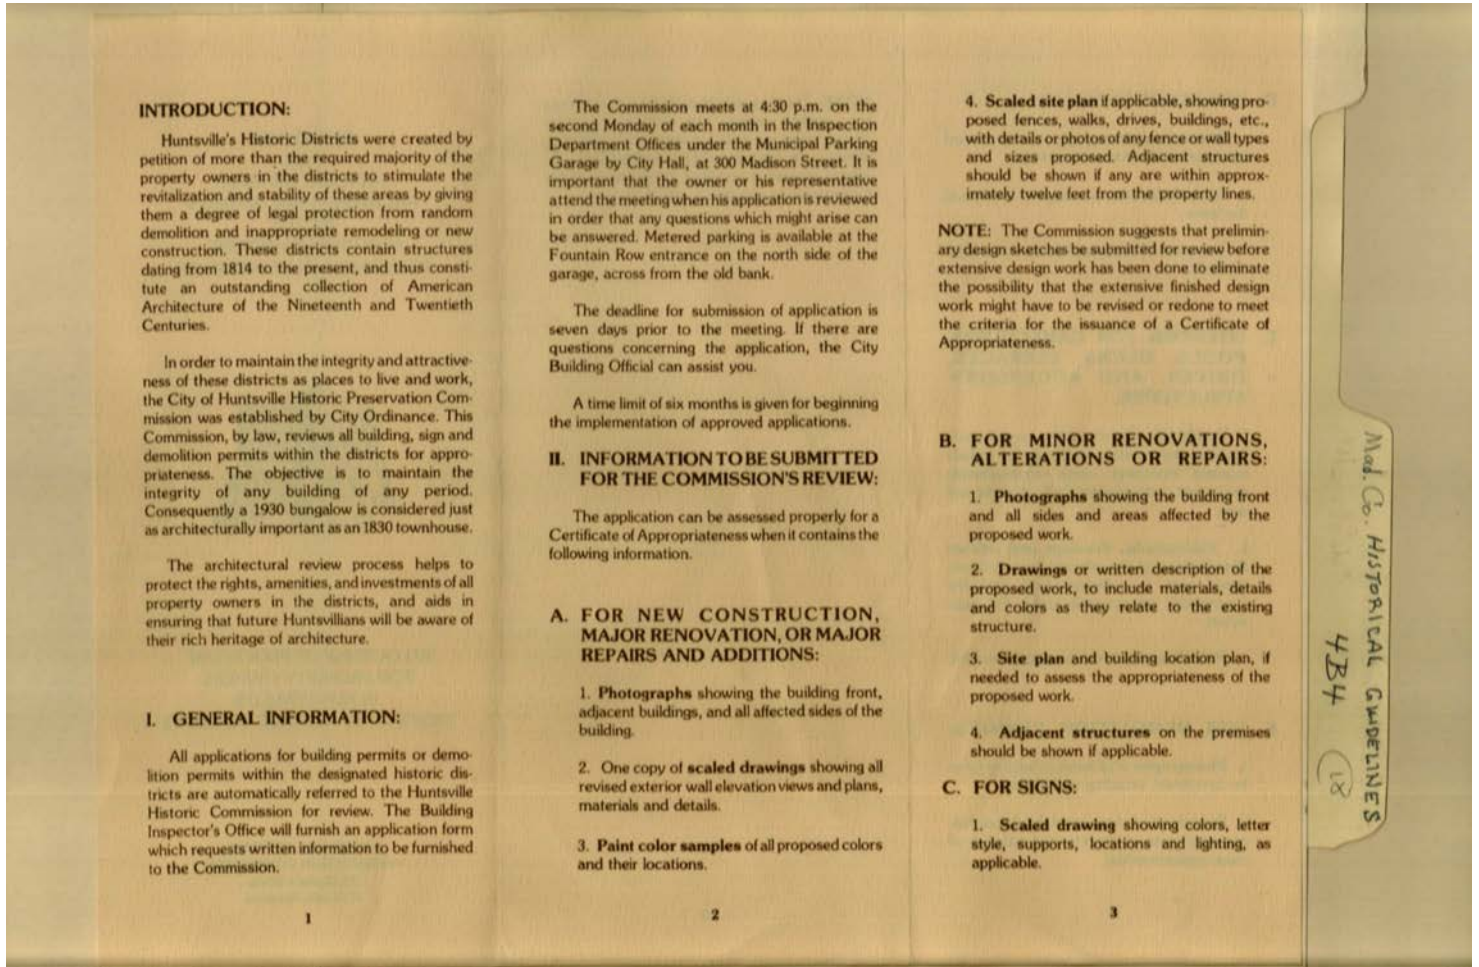 INTRODUCTION:
Huntsville's Historic Districts were created by
petition of more than the required majority of the
property owners in the districts to stimulate the
revitalization and stability of these areas by giving
them a degree of legal protection from random
demolition and inappropriate remodeling or new
construction. These districts contain structures
dating from 1814 to the present, and thus consti-
tute an outstanding collection of American
Architecture of the Nineteenth and Twentieth
Centuries.
In order to maintain the integrity and attractive-
ness of these districts as places to live and work,
the City of Huntsville Historic Preservation Com-
mission was established by City Ordinance. This
Commission, by law, reviews all building, sign and
demolition permits within the districts for appro-
priateness. The objective is to maintain the
integrity of any building of any period.
Consequently a 1930 bungalow is considered just
as architecturally important as an 1830 townhouse.
The architectural review process helps to
protect the rights, amenities, and investments of all
property owners in the districts, and aids in
ensuring that future Huntsvillians will be aware of
their rich heritage of architecture.
I. GENERAL INFORMATION:
All applications for building permits or demo-
lition permits within the designated historic dis-
tricts are automatically referred to the Huntsville
Historic Commission for review. The Building
Inspector's Office will furnish an application form
which requests written information to be furnished
to the Commission.
1
The Commission meets at 4:30 p.m. on the
second Monday of each month in the Inspection
Department Offices under the Municipal Parking
Garage by City Hall, at 300 Madison Street. It is
important that the owner or his representative
attend the meeting when his application is reviewed
in order that any questions which might arise can
be answered. Metered parking is available at the
Fountain Row entrance on the north side of the
garage, across from the old bank.
The deadline for submission of application is
seven days prior to the meeting. If there are
questions concerning the application, the City
Building Official can assist you.
A time limit of six months is given for beginning
the implementation of approved applications.
II. INFORMATION TO BE SUBMITTED
FOR THE COMMISSION'S REVIEW:
The application can be assessed properly for a
Certificate of Appropriateness when it contains the
following information.
A. FOR NEW CONSTRUCTION,
MAJOR RENOVATION, OR MAJOR
REPAIRS AND ADDITIONS:
1. Photographs showing the building front,
adjacent buildings, and all affected sides of the
building.
2. One copy of scaled drawings showing all
revised exterior wall elevation views and plans,
materials and details.
3. Paint color samples of all proposed colors
and their locations.
2
4. Scaled site plan if applicable, showing pro-
posed fences, walks, drives, buildings, etc.,
with details or photos of any fence or wall types
and sizes proposed. Adjacent structures
should be shown if any are within approx-
imately twelve feet from the property lines.
NOTE: The Commission suggests that prelimin-
ary design sketches be submitted for review before
extensive design work has been done to eliminate
the possibility that the extensive finished design
work might have to be revised or redone to meet
the criteria for the issuance of a Certificate of
Appropriateness.
B. FOR MINOR RENOVATIONS,
ALTERATIONS OR REPAIRS:
1. Photographs showing the building front
and all sides and areas affected by the
proposed work.
2. Drawings or written description of the
proposed work, to include materials, details
and colors as they relate to the existing
structure.
3. Site plan and building location plan, if
needed to assess the appropriateness of the
proposed work.
4. Adjacent structures on the premises
should be shown if applicable.
C. FOR SIGNS:
1. Scaled drawing showing colors, letter
style, supports, locations and lighting, as
applicable.
3
Mad. Co. HISTORICAL GUIDELINES
4B4
18